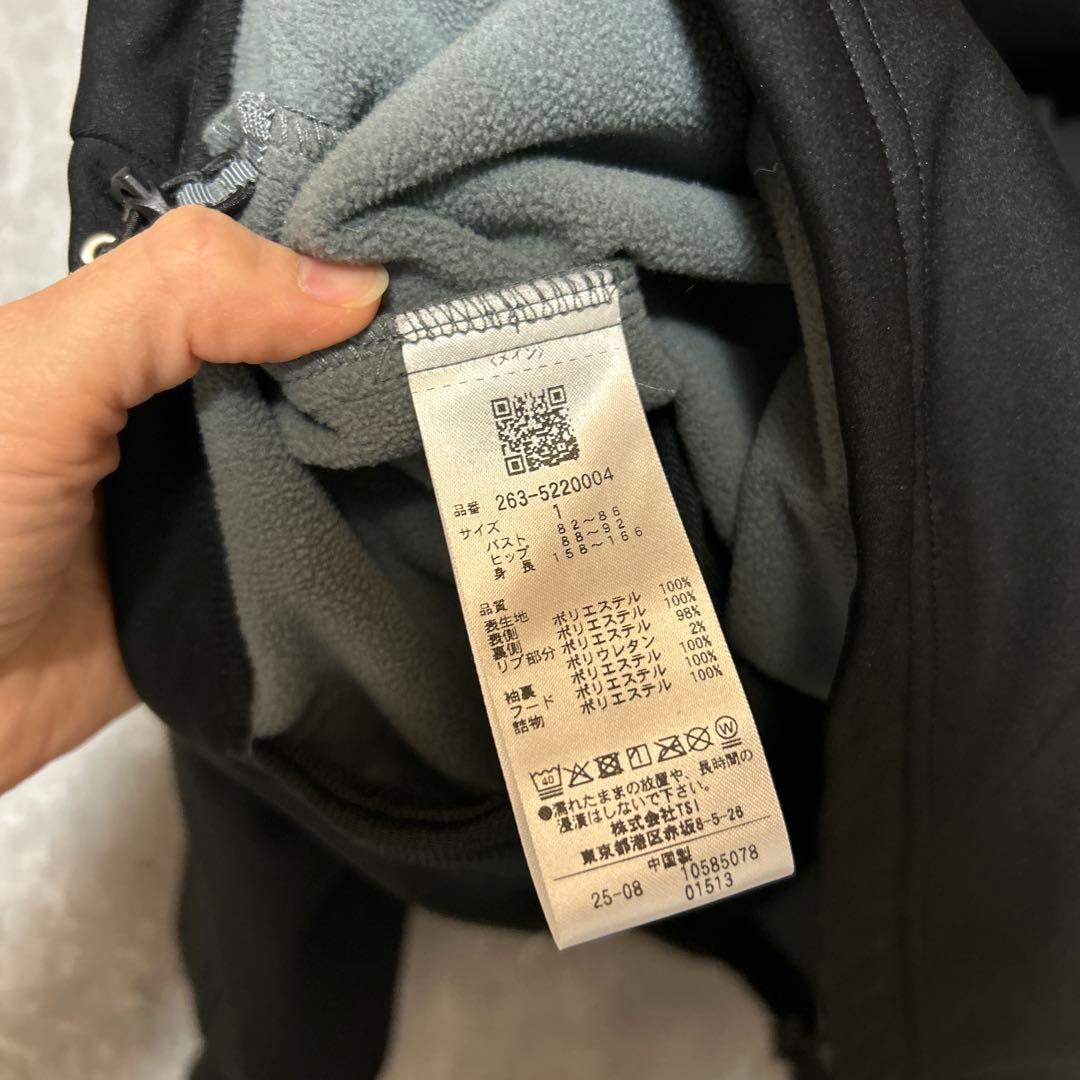 〈メイン〉
品番 263-5220004
サイズ 1
バスト 82〜86
ヒップ 88〜92
身長 158〜166
品質
表生地
表側 ポリエステル 100%
裏側 ポリエステル 100%
リブ部分 ポリエステル 98%
ポリウレタン 2%
袖裏 ポリエステル 100%
フード ポリエステル 100%
詰物 ポリエステル 100%
40 W
●濡れたままの放置や、長時間の
浸漬はしないで下さい。
株式会社TSI
東京都港区赤坂8-5-26
中国製
25-08 10585078
01513